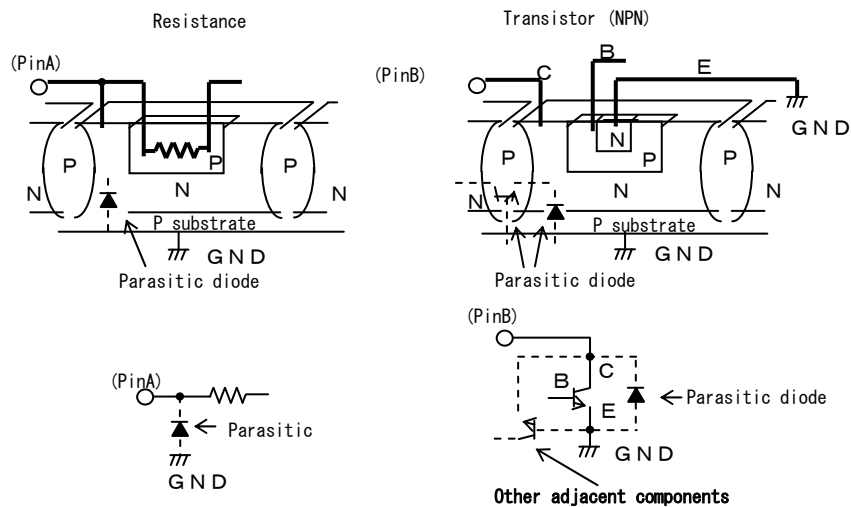 Resistance
(PinA)
P
P
P
N
N
N
P substrate
GND
Parasitic diode
Transistor (NPN)
(PinB)
C
B
E
GND
P
N
P
P
N
N
N
P substrate
GND
Parasitic diode
(PinA)
Parasitic
GND
(PinB)
C
B
E
Parasitic diode
GND
Other adjacent components